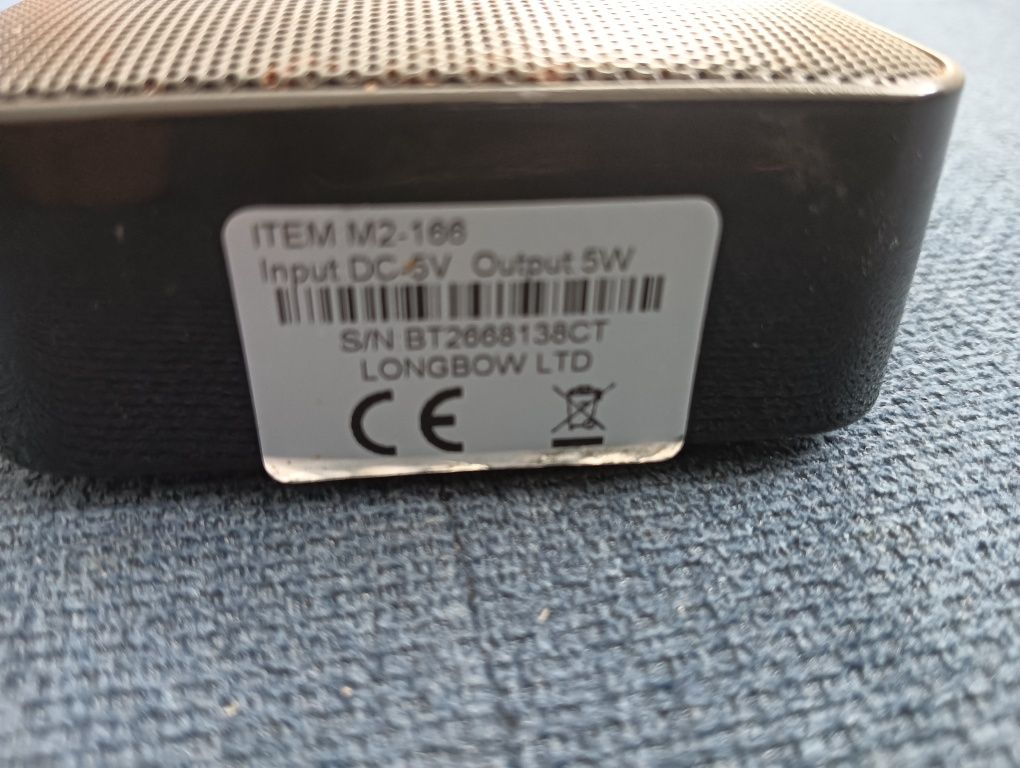 ITEM M2-166
Input DC 5V Output 5W
S/N BT2668138CT
LONGBOW LTD
CE